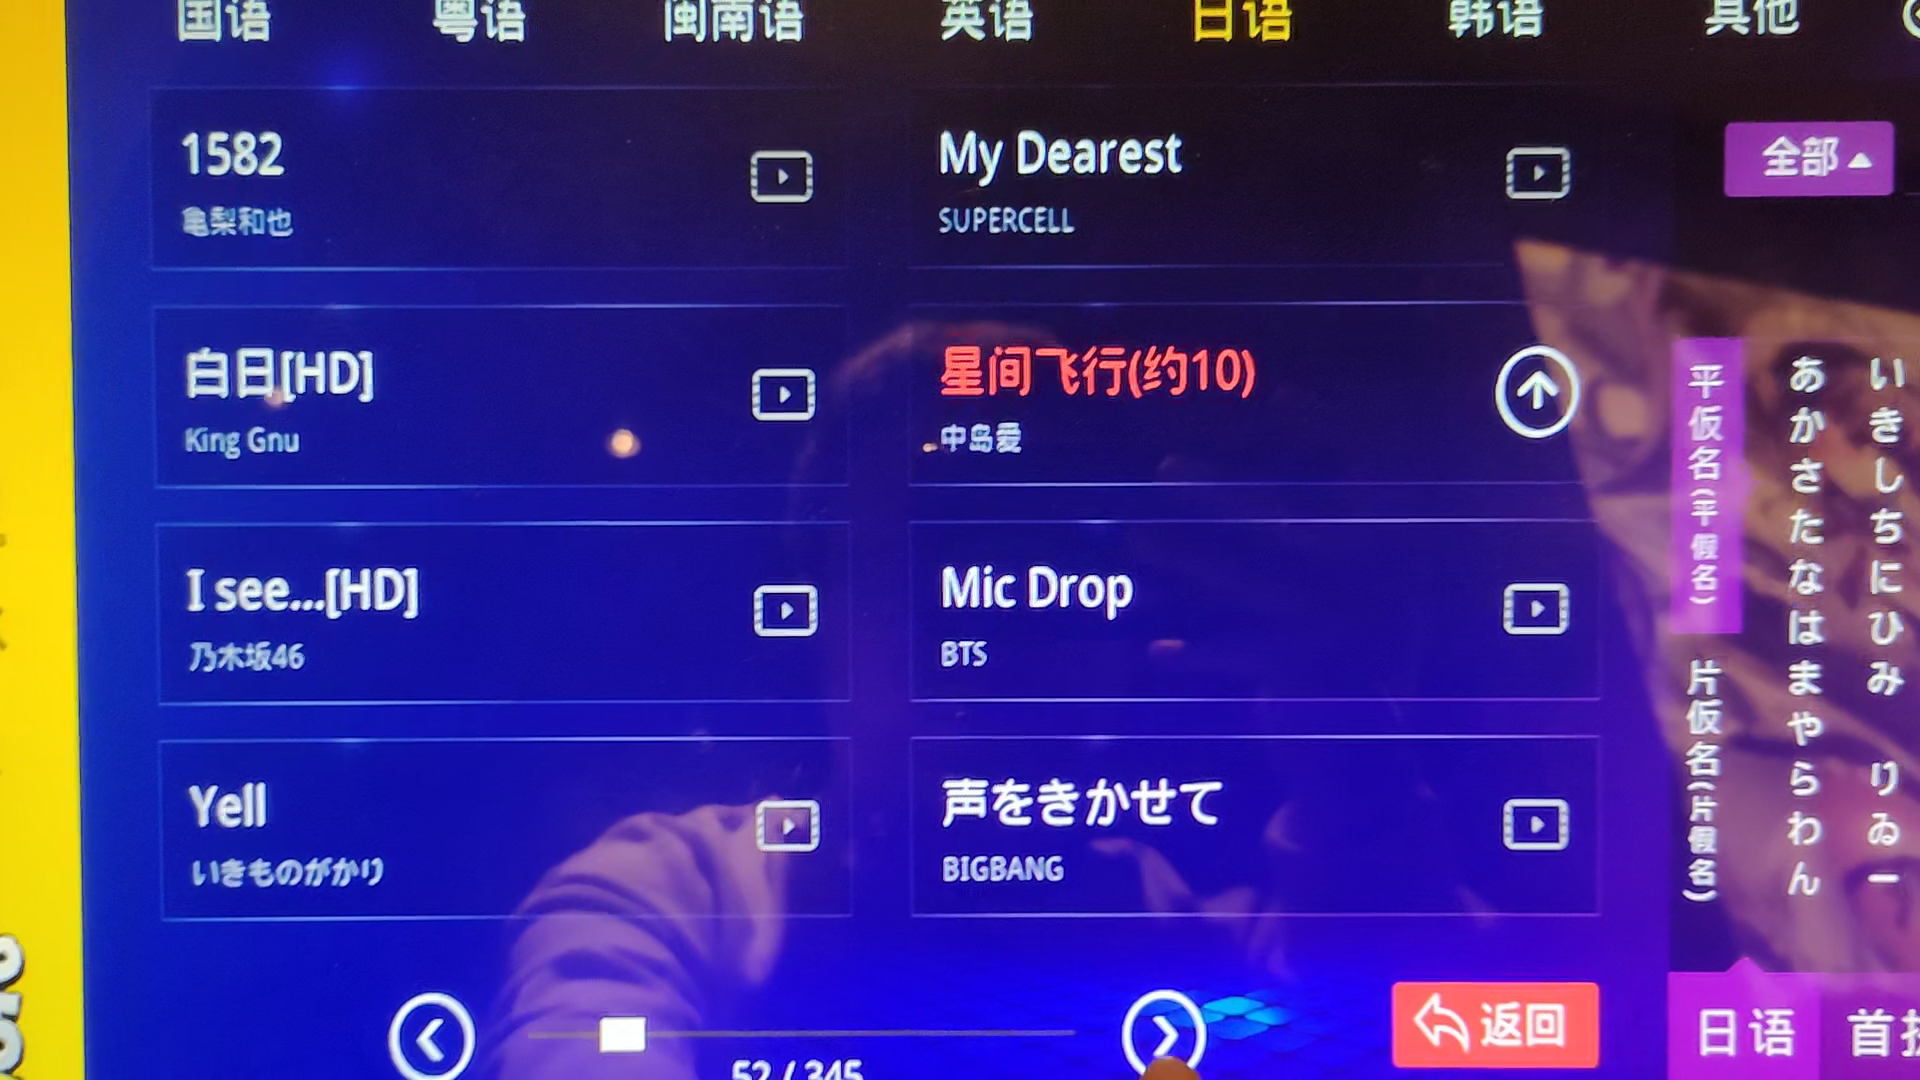 国语 粤语 闽南语 英语 日语 韩语 其他
1582
亀梨和也
My Dearest
SUPERCELL
全部
白日[HD]
King Gnu
星间飞行(约10)
中岛爱
I see...[HD]
乃木坂46
Mic Drop
BTS
Yell
いきものがかり
声をきかせて
BIGBANG
平仮名(平假名)
片仮名(片假名)
あかさたなはまやらわん
いきしちにひみ りゐー
52 / 345
返回
日语
首